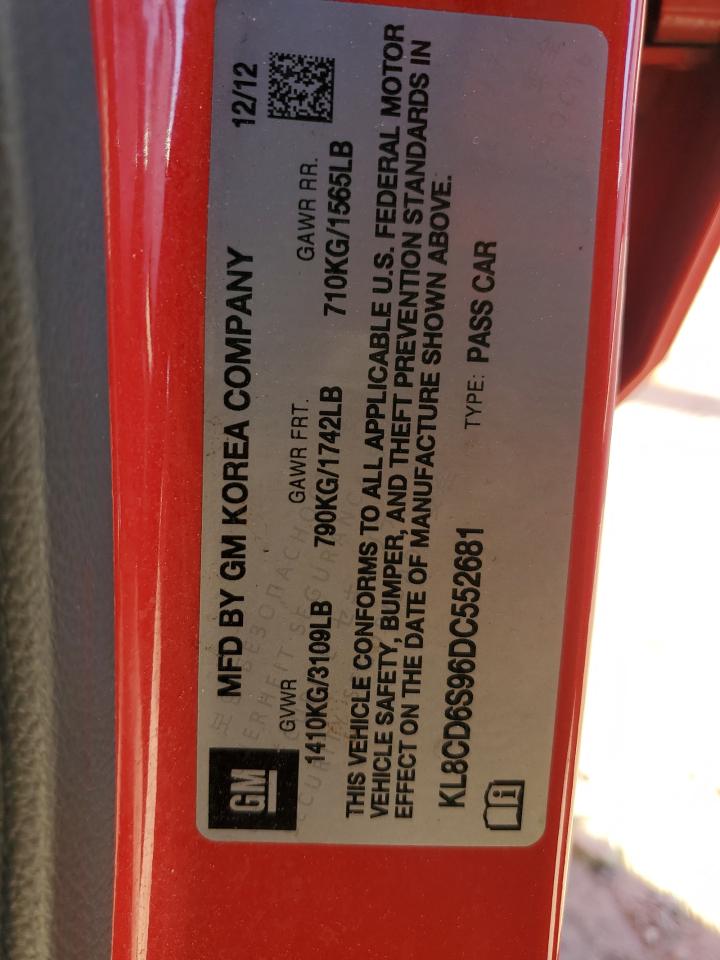 GM
MFD BY GM KOREA COMPANY
12/12
GVWR
GAWR FRT.
GAWR RR.
1410KG/3109LB
790KG/1742LB
710KG/1565LB
THIS VEHICLE CONFORMS TO ALL APPLICABLE U.S. FEDERAL MOTOR
VEHICLE SAFETY, BUMPER, AND THEFT PREVENTION STANDARDS IN
EFFECT ON THE DATE OF MANUFACTURE SHOWN ABOVE.
KL8CD6S96DC552681
TYPE: PASS CAR